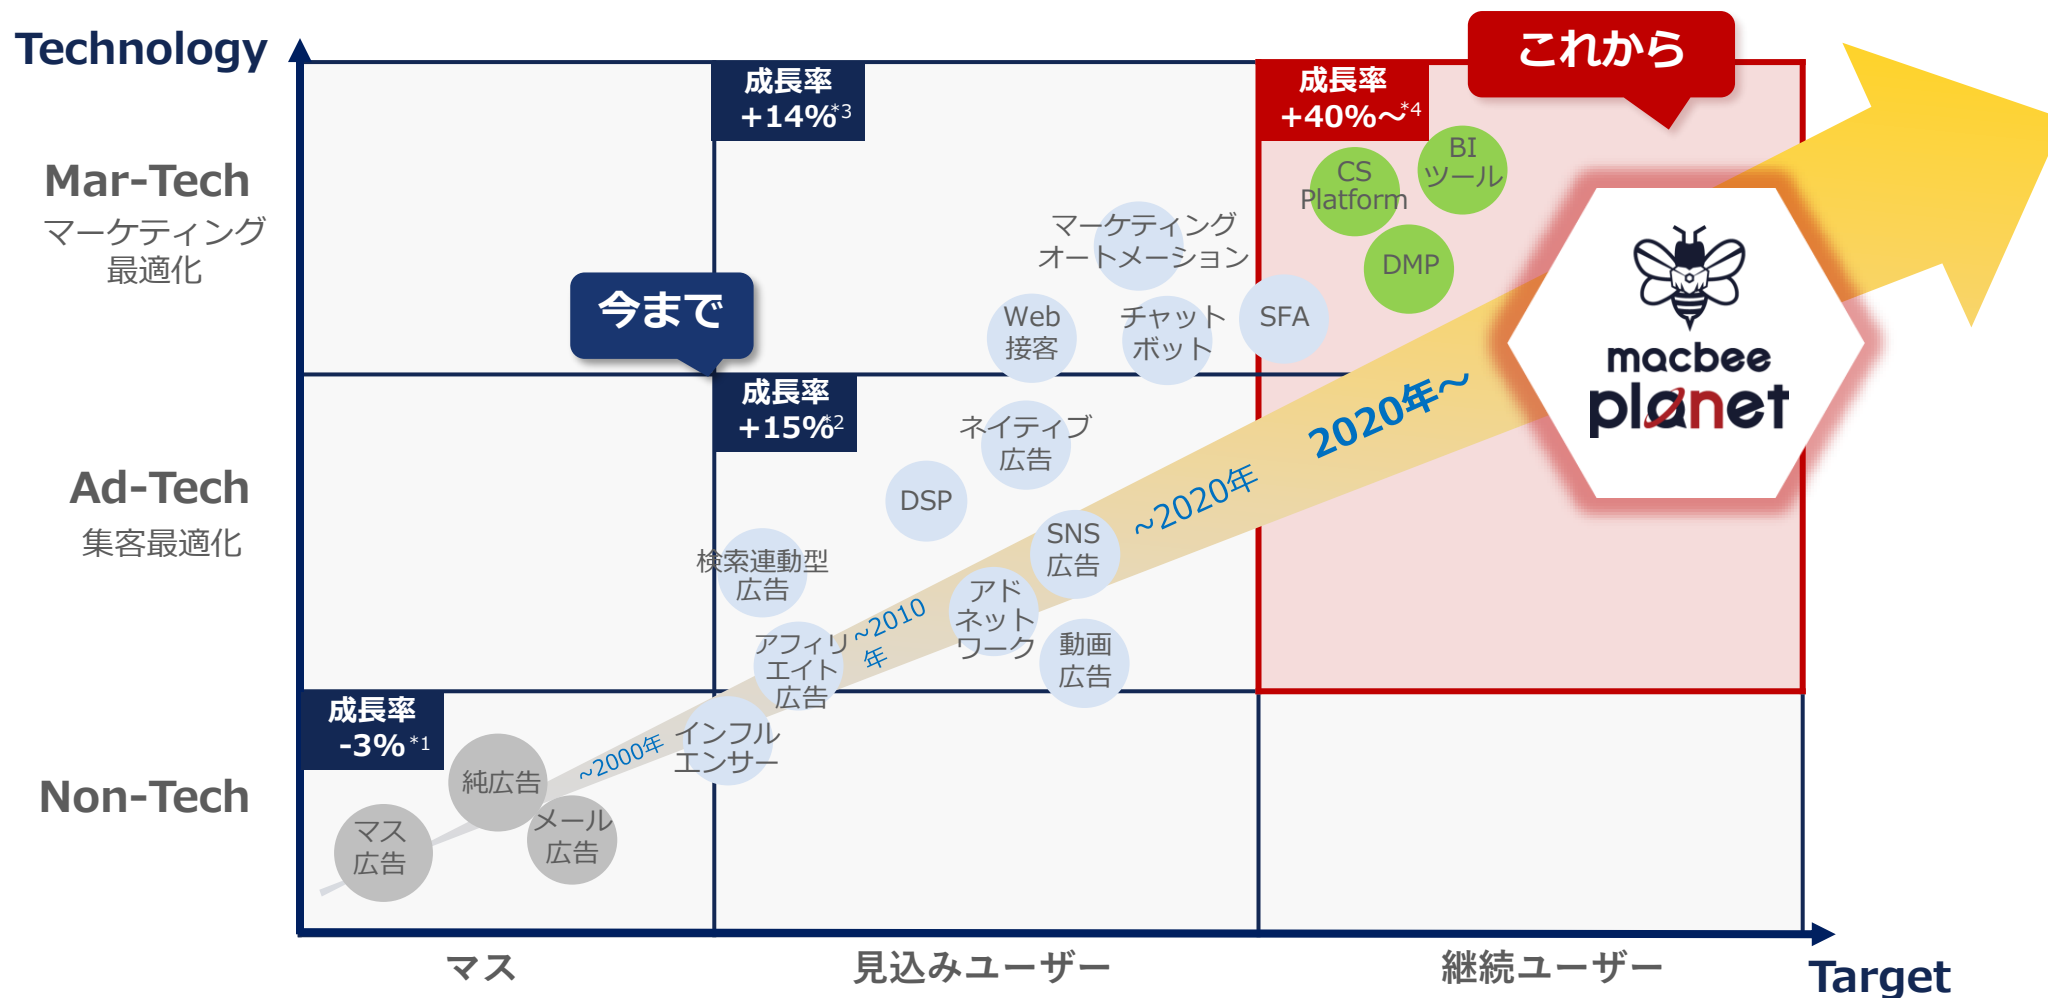 Technology
これから
成長率
+14%*3
成長率
+40%～*4
Mar-Tech
マーケティング
最適化
CS
Platform
BI
ツール
DMP
マーケティング
オートメーション
Web
接客
チャット
ボット
SFA
今まで
macbee
planet
成長率
+15%*2
2020年～
~2020年
Ad-Tech
集客最適化
ネイティブ
広告
DSP
SNS
広告
検索連動型
広告
アド
ネット
ワーク
~2010
年
アフィリ
エイト
広告
動画
広告
成長率
-3%*1
~2000年
インフル
エンサー
Non-Tech
純広告
マス
広告
メール
広告
マス
見込みユーザー
継続ユーザー
Target